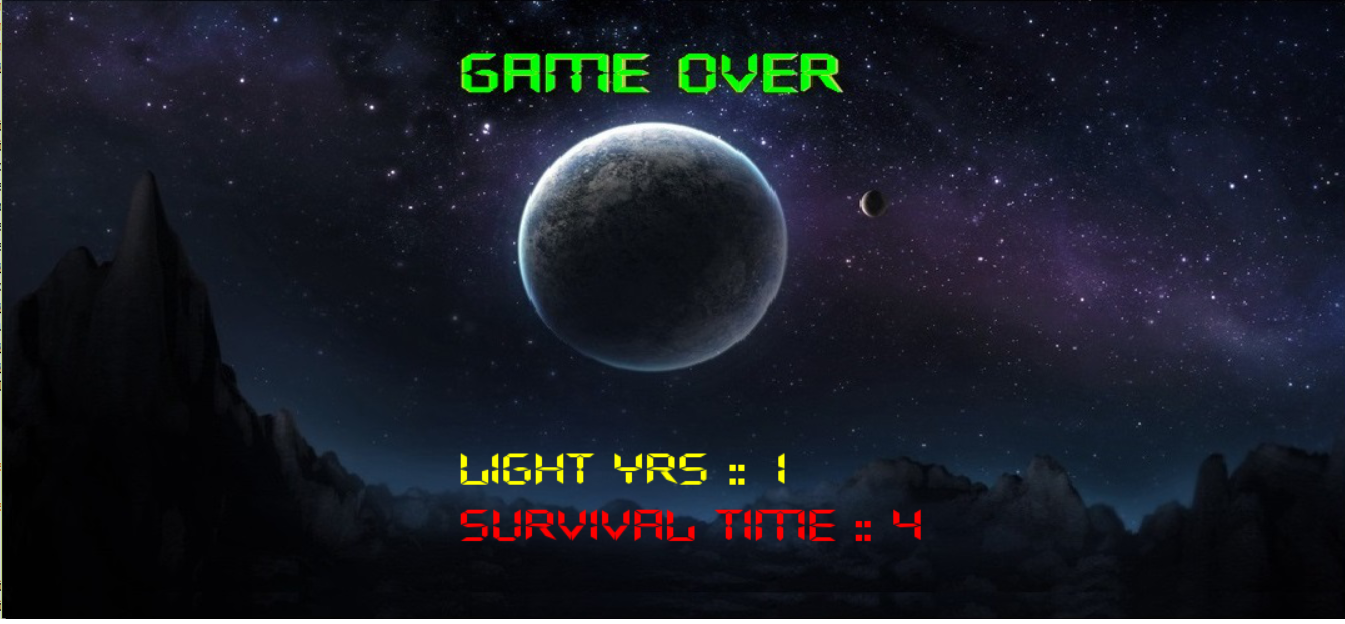 GAME OVER
LIGHT YRS :: 1
SURVIVAL TIME :: 4